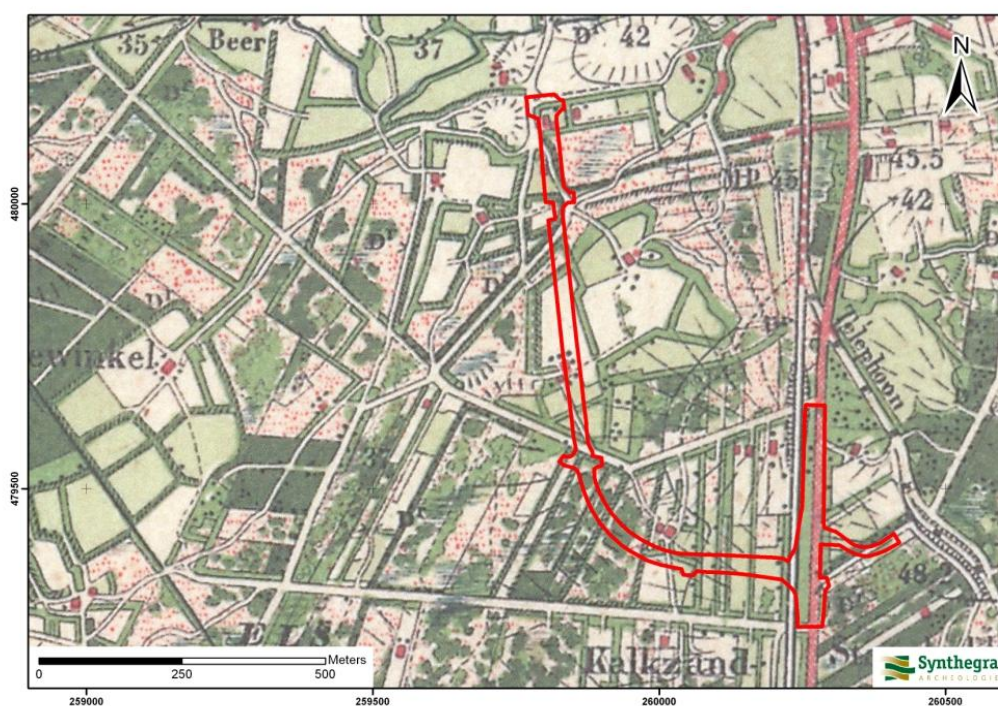 35
Beer
37
D.
42
N
D.
45.5
42
MP. 45
480000
D.
D.
Telephoon
ewinkel
479500
48
E L S
Kalkzand
Meters
0 250 500
Synthegra
ARCHEOLOGIE
259000 259500 260000 260500